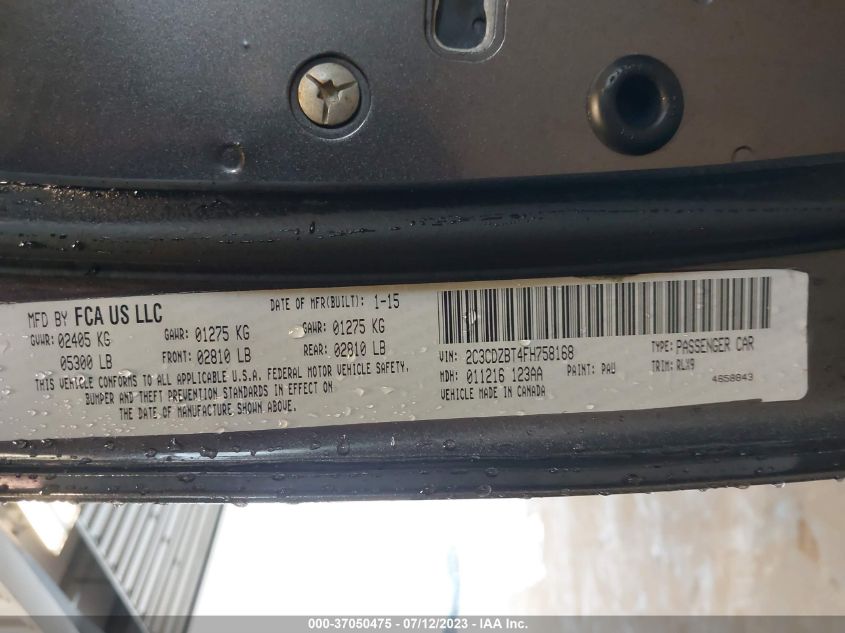 MFD BY FCA US LLC
DATE OF MFR(BUILT): 1-15
GVWR: 02405 KG
GAWR: 01275 KG
GAWR: 01275 KG
05300 LB
FRONT: 02810 LB
REAR: 02810 LB
THIS VEHICLE CONFORMS TO ALL APPLICABLE U.S.A. FEDERAL MOTOR VEHICLE SAFETY,
BUMPER AND THEFT PREVENTION STANDARDS IN EFFECT ON
THE DATE OF MANUFACTURE SHOWN ABOVE.
VIN: 2C3CDZBT4FH758168
TYPE: PASSENGER CAR
MDH: 011216 123AA
PAINT: PAU
TRIM: RLX9
VEHICLE MADE IN CANADA
4658843
000-37050475 - 07/12/2023 - IAA Inc.